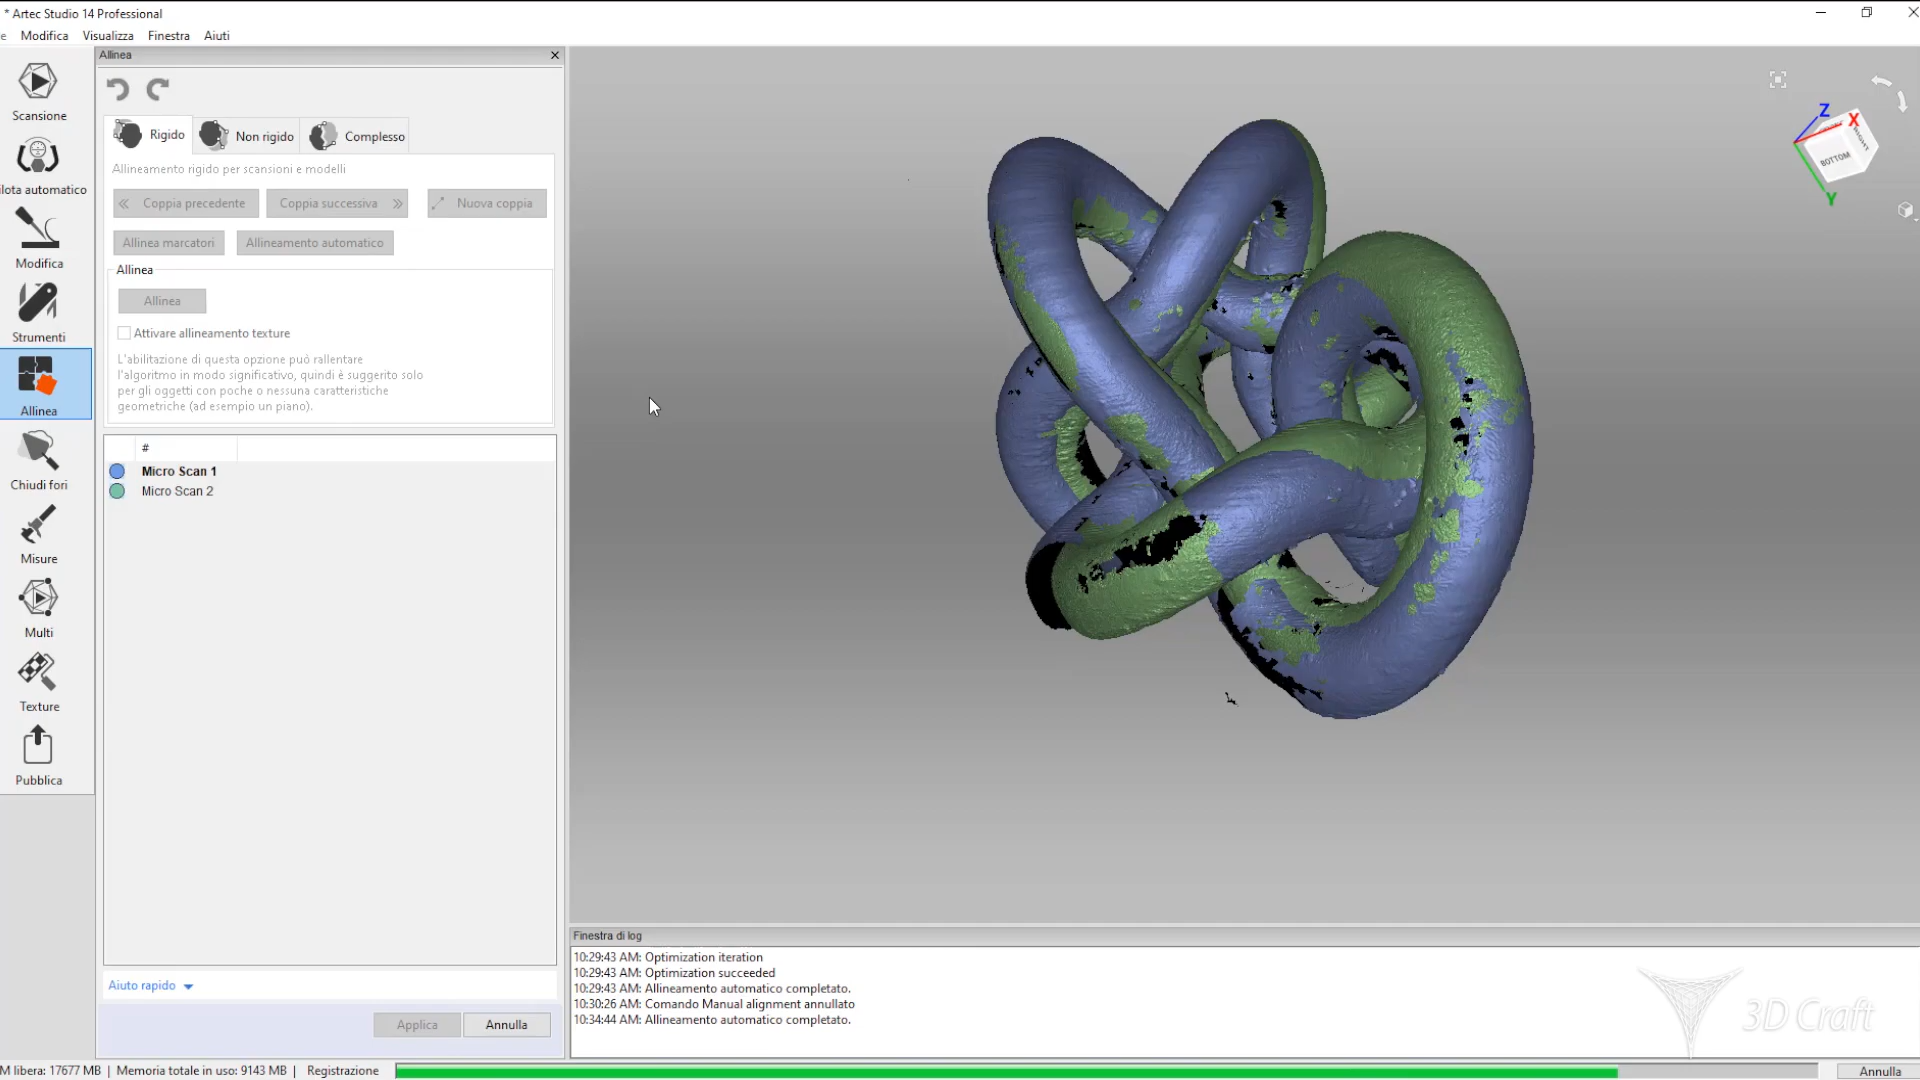 * Artec Studio 14 Professional
e Modifica Visualizza Finestra Aiuti
Allinea
Scansione
ilota automatico
Modifica
Strumenti
Allinea
Chiudi fori
Misure
Multi
Texture
Pubblica
Rigido Non rigido Complesso
Allineamento rigido per scansioni e modelli
« Coppia precedente Coppia successiva » Nuova coppia
Allinea marcatori Allineamento automatico
Allinea
Allinea
Attivare allineamento texture
L'abilitazione di questa opzione può rallentare
l'algoritmo in modo significativo, quindi è suggerito solo
per gli oggetti con poche o nessuna caratteristiche
geometriche (ad esempio un piano).
#
Micro Scan 1
Micro Scan 2
Aiuto rapido
Applica Annulla
Z
X
RIGHT
BOTTOM
Y
Finestra di log
10:29:43 AM: Optimization iteration
10:29:43 AM: Optimization succeeded
10:29:43 AM: Allineamento automatico completato.
10:30:26 AM: Comando Manual alignment annullato
10:34:44 AM: Allineamento automatico completato.
3D Craft
M libera: 17677 MB | Memoria totale in uso: 9143 MB | Registrazione Annulla